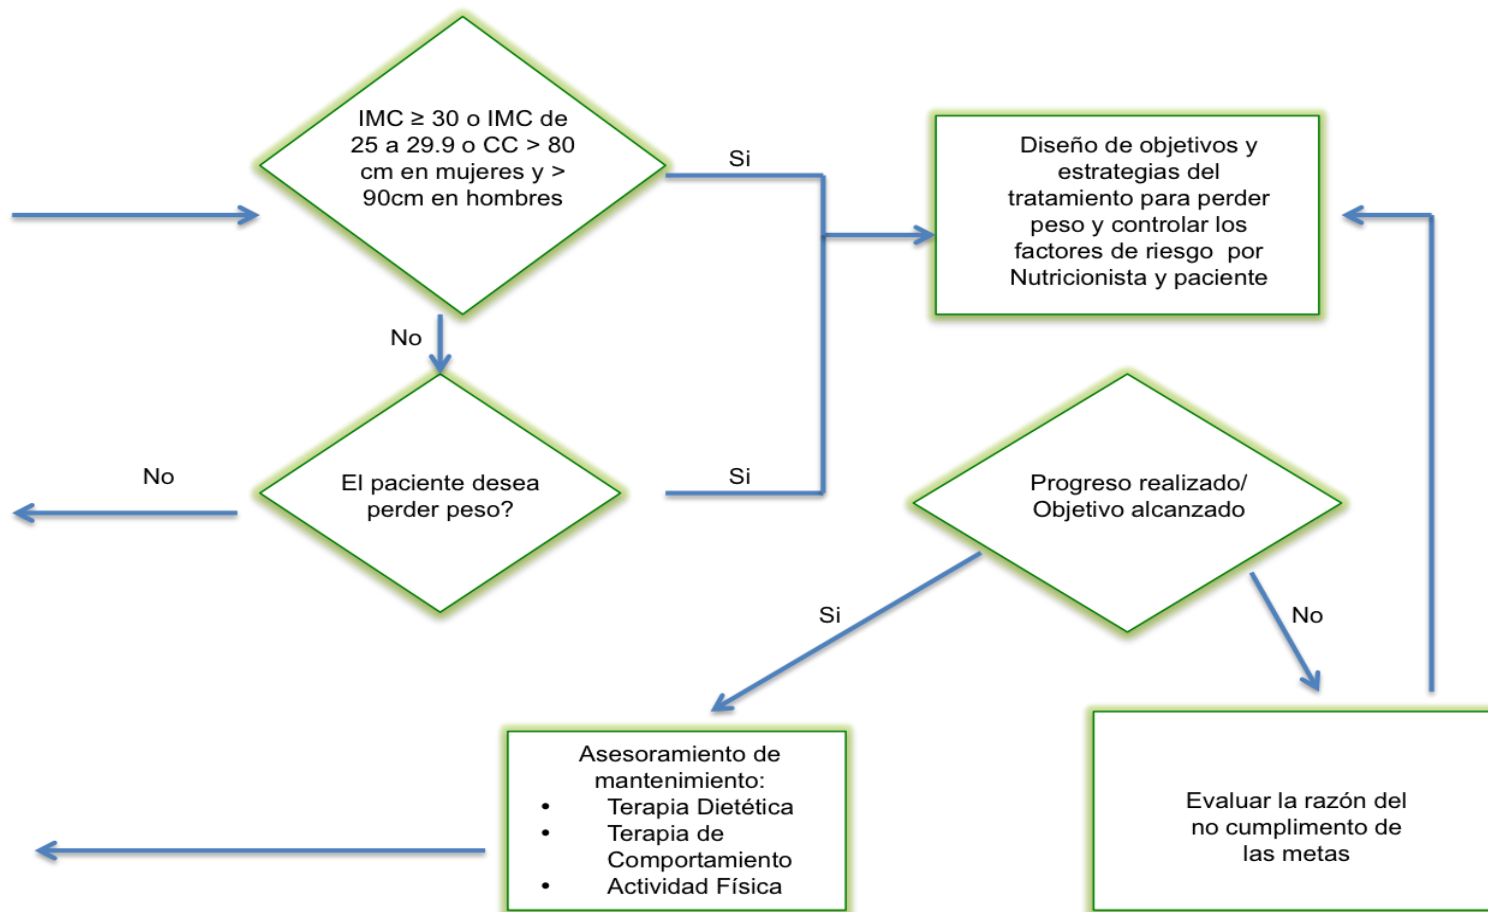 IMC ≥ 30 o IMC de
25 a 29.9 o CC > 80
cm en mujeres y >
90cm en hombres
Si
Diseño de objetivos y
estrategias del
tratamiento para perder
peso y controlar los
factores de riesgo por
Nutricionista y paciente
No
El paciente desea
perder peso?
No
Si
Progreso realizado/
Objetivo alcanzado
Si
No
Asesoramiento de
mantenimiento:
• Terapia Dietética
• Terapia de
Comportamiento
• Actividad Física
Evaluar la razón del
no cumplimento de
las metas